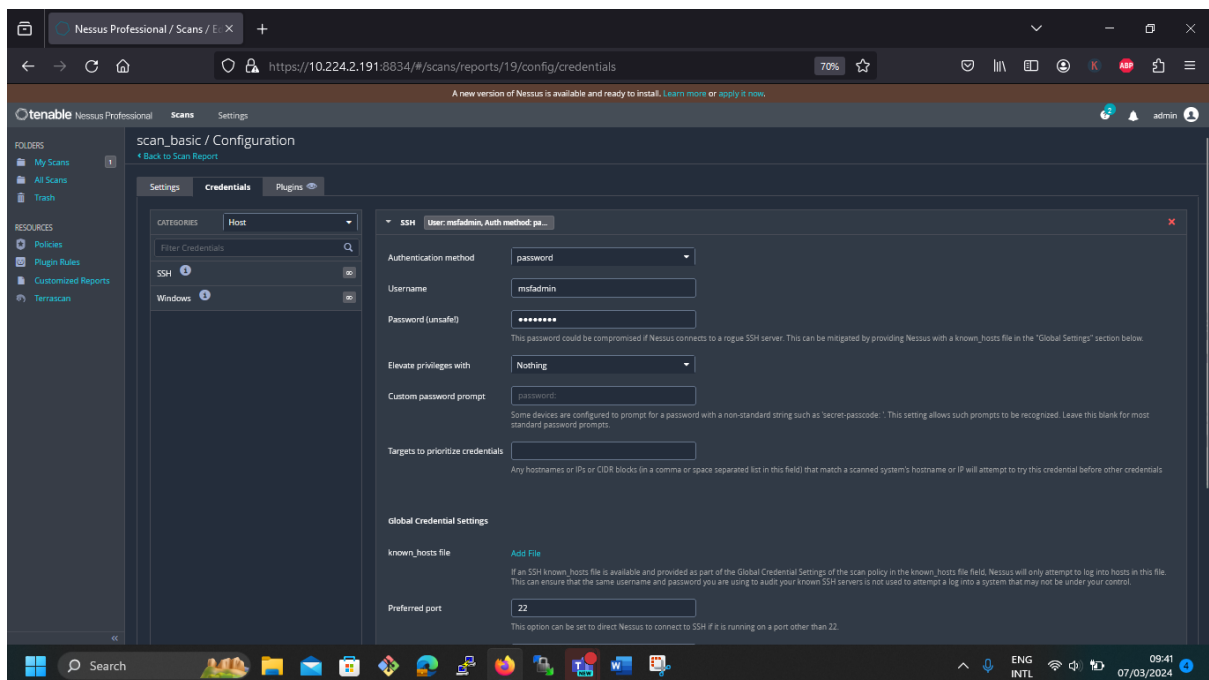 Nessus Professional / Scans / Ec
https://10.224.2.191:8834/#/scans/reports/19/config/credentials
70%
K
ABP
A new version of Nessus is available and ready to install. Learn more or apply it now.
tenable Nessus Professional
Scans
Settings
2
admin
FOLDERS
My Scans
1
All Scans
Trash
RESOURCES
Policies
Plugin Rules
Customized Reports
Terrascan
scan_basic / Configuration
Back to Scan Report
Settings
Credentials
Plugins
CATEGORIES
Host
Filter Credentials
SSH
1
∞
Windows
1
∞
SSH
User: msfadmin, Auth method: pa...
Authentication method
password
Username
msfadmin
Password (unsafe!)
••••••••
This password could be compromised if Nessus connects to a rogue SSH server. This can be mitigated by providing Nessus with a known_hosts file in the "Global Settings" section below.
Elevate privileges with
Nothing
Custom password prompt
password:
Some devices are configured to prompt for a password with a non-standard string such as 'secret-passcode: '. This setting allows such prompts to be recognized. Leave this blank for most
standard password prompts.
Targets to prioritize credentials
Any hostnames or IPs or CIDR blocks (in a comma or space separated list in this field) that match a scanned system's hostname or IP will attempt to try this credential before other credentials
Global Credential Settings
known_hosts file
Add File
If an SSH known_hosts file is available and provided as part of the Global Credential Settings of the scan policy in the known_hosts file field, Nessus will only attempt to log into hosts in this file.
This can ensure that the same username and password you are using to audit your known SSH servers is not used to attempt a log into a system that may not be under your control.
Preferred port
22
This option can be set to direct Nessus to connect to SSH if it is running on a port other than 22.
Search
NEW
ENG
INTL
09:41
07/03/2024
4